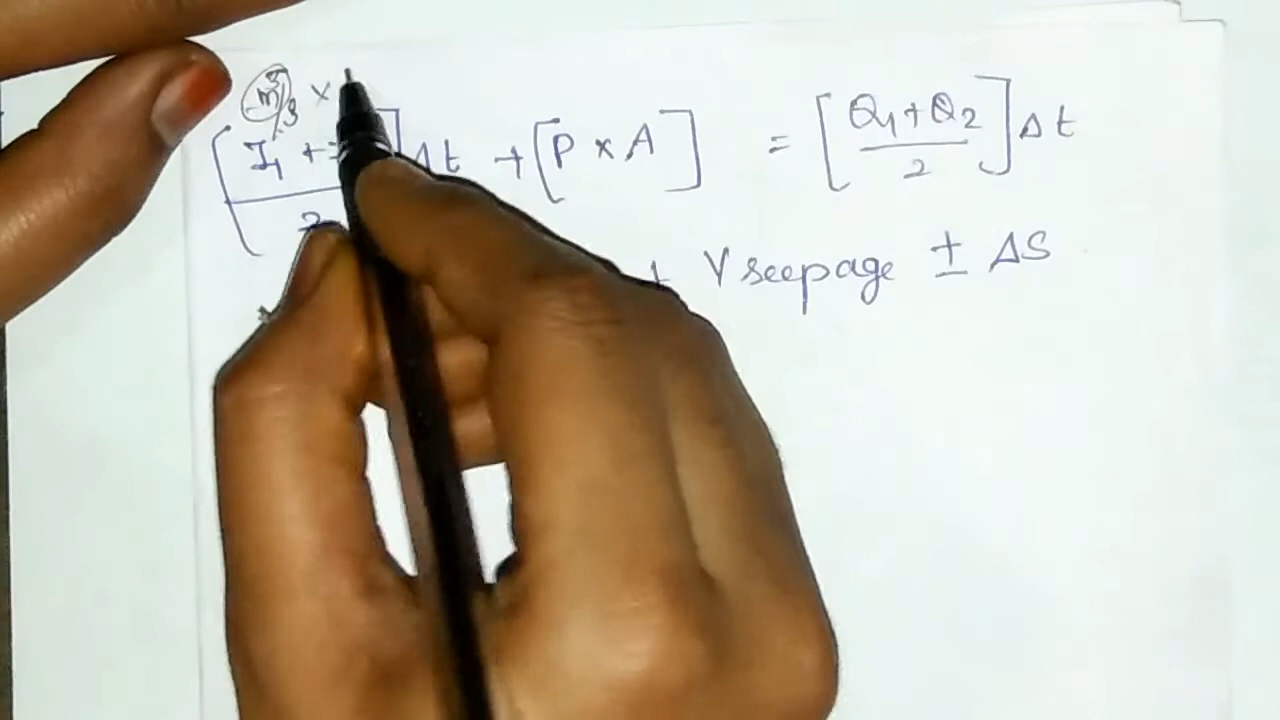 m³/s ×
[I₁ + / 2] Δt + [P × A] = [Q₁ + Q₂ / 2] Δt
+ V seepage ± ΔS